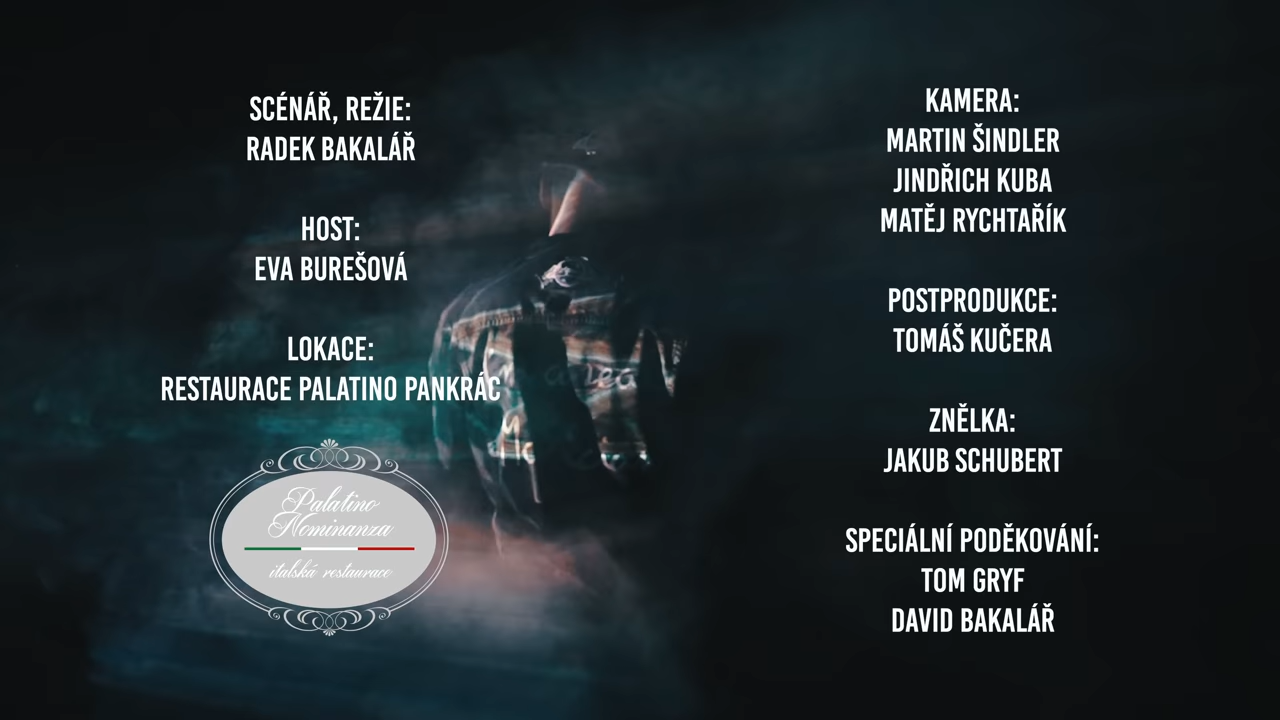 SCÉNÁŘ, REŽIE:
RADEK BAKALÁŘ
HOST:
EVA BUREŠOVÁ
LOKACE:
RESTAURACE PALATINO PANKRÁC
Palatino
Nominanza
italská restaurace
KAMERA:
MARTIN ŠINDLER
JINDŘICH KUBA
MATĚJ RYCHTAŘÍK
POSTPRODUKCE:
TOMÁŠ KUČERA
ZNĚLKA:
JAKUB SCHUBERT
SPECIÁLNÍ PODĚKOVÁNÍ:
TOM GRYF
DAVID BAKALÁŘ